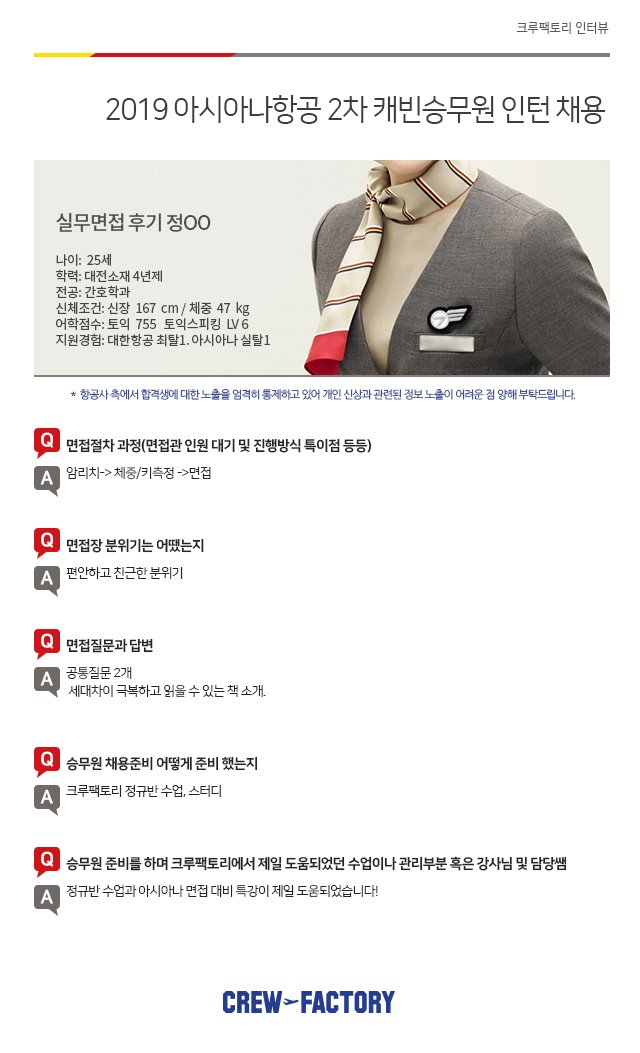 크루팩토리 인터뷰
2019 아시아나항공 2차 캐빈승무원 인턴 채용
실무면접 후기 정OO
나이: 25세
학력: 대전소재 4년제
전공: 간호학과
신체조건: 신장 167 cm / 체중 47 kg
어학점수: 토익 755 토익스피킹 LV 6
지원경험: 대한항공 최탈1. 아시아나 실탈1
* 항공사 측에서 합격생에 대한 노출을 엄격히 통제하고 있어 개인 신상과 관련된 정보 노출이 어려운 점 양해 부탁드립니다.
Q 면접절차 과정(면접관 인원 대기 및 진행방식 특이점 등등)
A 암리치-> 체중/키측정 ->면접
Q 면접장 분위기는 어땠는지
A 편안하고 친근한 분위기
Q 면접질문과 답변
A 공통질문 2개
세대차이 극복하고 읽을 수 있는 책 소개.
Q 승무원 채용준비 어떻게 준비 했는지
A 크루팩토리 정규반 수업, 스터디
Q 승무원 준비를 하며 크루팩토리에서 제일 도움되었던 수업이나 관리부분 혹은 강사님 및 담당쌤
A 정규반 수업과 아시아나 면접 대비 특강이 제일 도움되었습니다!
CREW FACTORY